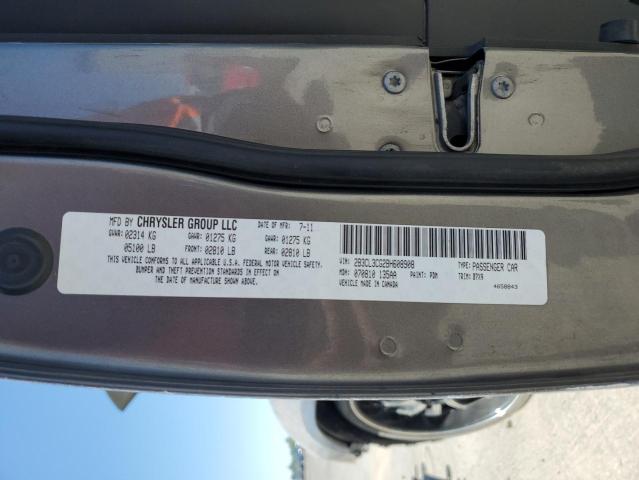 MFD BY CHRYSLER GROUP LLC DATE OF MFR: 7-11
GVWR: 02314 KG GAWR: 01275 KG GAWR: 01275 KG
05100 LB FRONT: 02810 LB REAR: 02810 LB
THIS VEHICLE CONFORMS TO ALL APPLICABLE U.S.A. FEDERAL MOTOR VEHICLE SAFETY,
BUMPER AND THEFT PREVENTION STANDARDS IN EFFECT ON
THE DATE OF MANUFACTURE SHOWN ABOVE.
VIN: 2B3CL3CG2BH608908 TYPE: PASSENGER CAR
MDH: 070810 135AA PAINT: PDM TRIM: D7X9
VEHICLE MADE IN CANADA 4658843